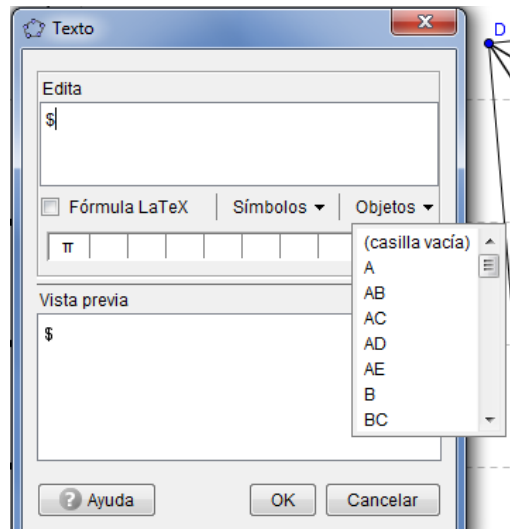 Texto
D
Edita
$
Fórmula LaTeX Símbolos Objetos
π
(casilla vacía)
A
AB
AC
AD
AE
B
BC
Vista previa
$
Ayuda OK Cancelar